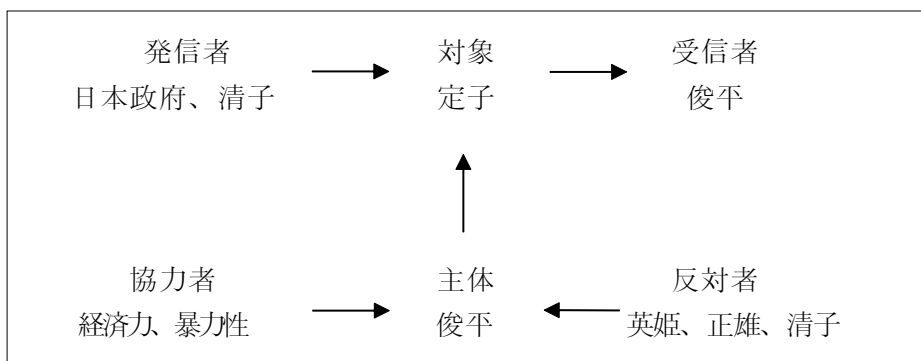 発信者 対象 受信者
日本政府、清子 定子 俊平
協力者 主体 反対者
経済力、暴力性 俊平 英姫、正雄、清子